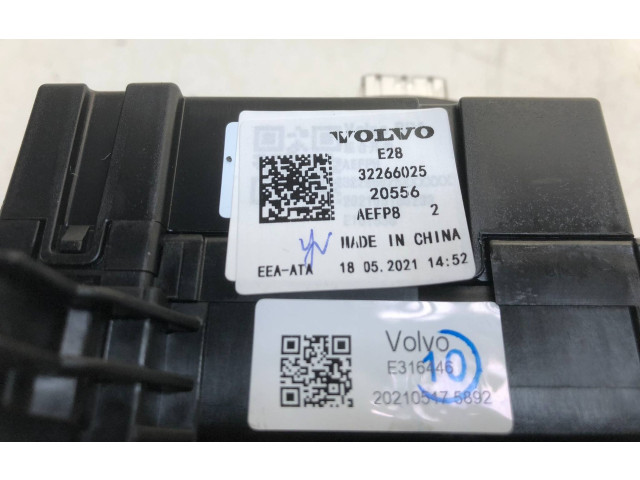 VOLVO
E28
32266025
20556
AEFP8 2
MADE IN CHINA
EEA-ATA 18 05.2021 14:52
Volvo
10
E316446
20210517 5892